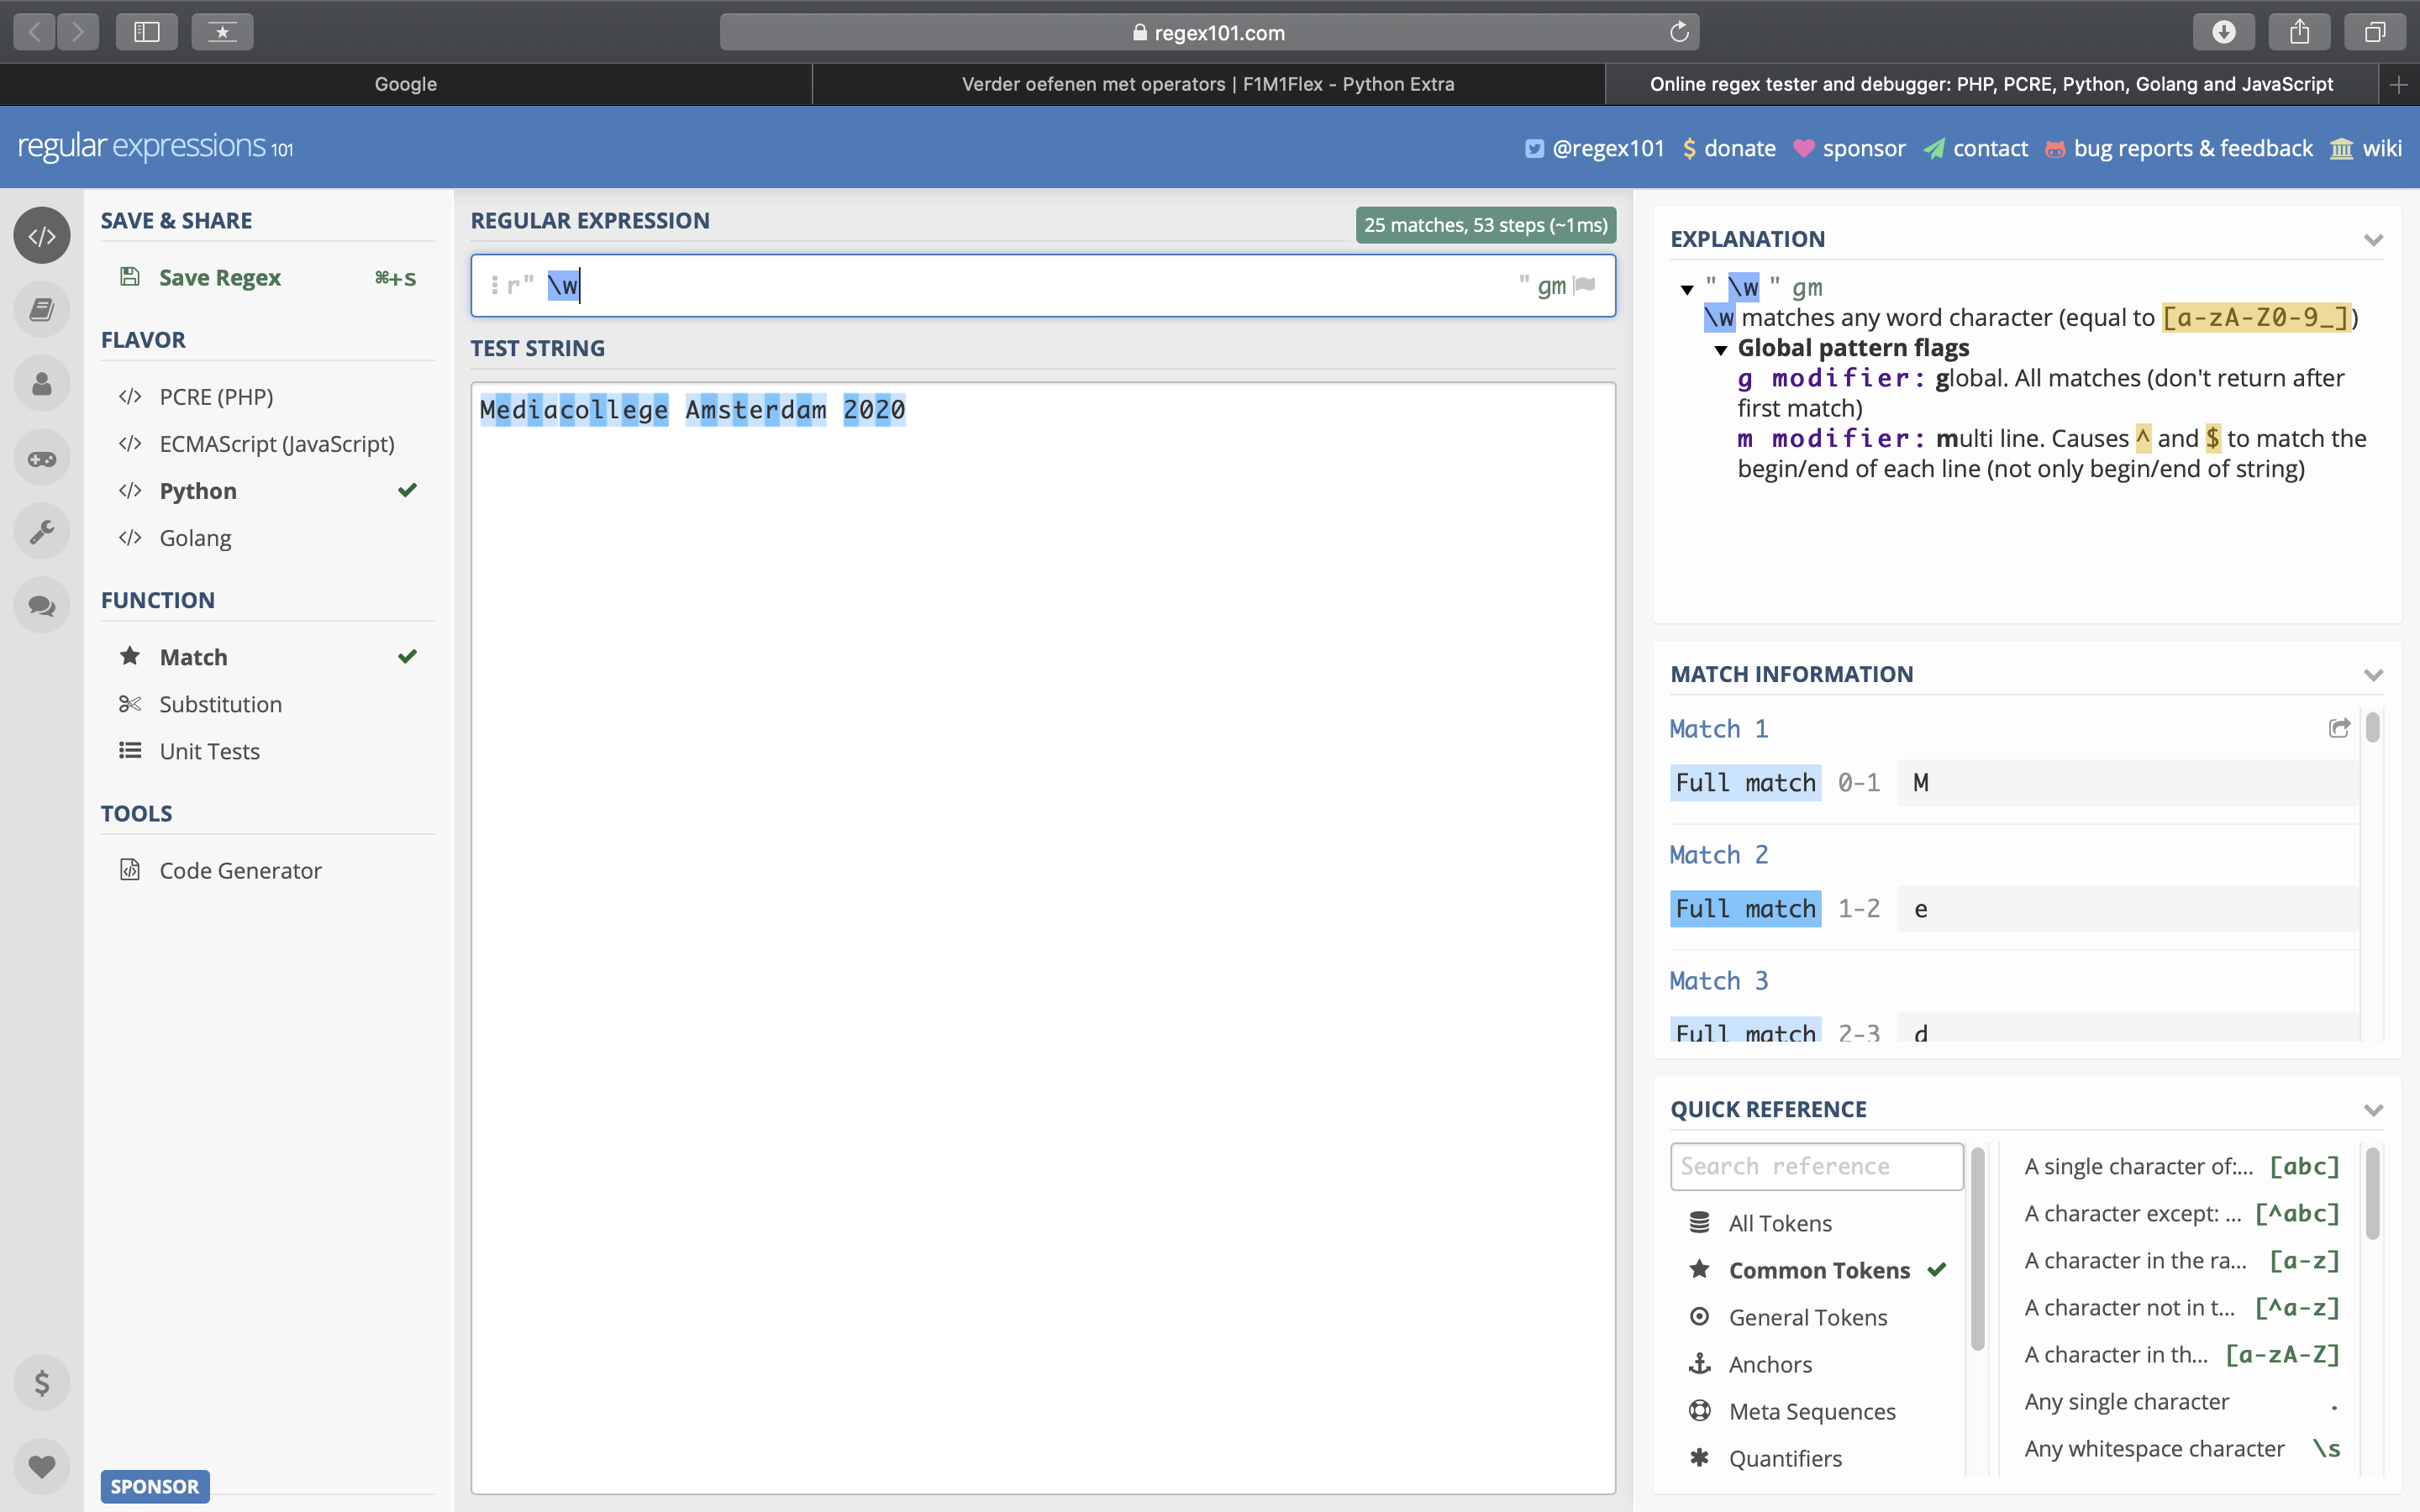 regex101.com
Google
Verder oefenen met operators | F1M1Flex - Python Extra
Online regex tester and debugger: PHP, PCRE, Python, Golang and JavaScript
regular expressions 101
@regex101
$ donate
sponsor
contact
bug reports & feedback
wiki
SAVE & SHARE
Save Regex ⌘+S
FLAVOR
</> PCRE (PHP)
</> ECMAScript (JavaScript)
</> Python
</> Golang
FUNCTION
Match
Substitution
Unit Tests
TOOLS
Code Generator
SPONSOR
REGULAR EXPRESSION
25 matches, 53 steps (~1ms)
r" \w " gm
TEST STRING
Mediacollege Amsterdam 2020
EXPLANATION
" \w " gm
\w matches any word character (equal to [a-zA-Z0-9_])
Global pattern flags
g modifier: global. All matches (don't return after
first match)
m modifier: multi line. Causes ^ and $ to match the
begin/end of each line (not only begin/end of string)
MATCH INFORMATION
Match 1
Full match 0-1 M
Match 2
Full match 1-2 e
Match 3
Full match 2-3 d
QUICK REFERENCE
Search reference
All Tokens
Common Tokens
General Tokens
Anchors
Meta Sequences
Quantifiers
A single character of:... [abc]
A character except: ... [^abc]
A character in the ra... [a-z]
A character not in t... [^a-z]
A character in th... [a-zA-Z]
Any single character .
Any whitespace character \s